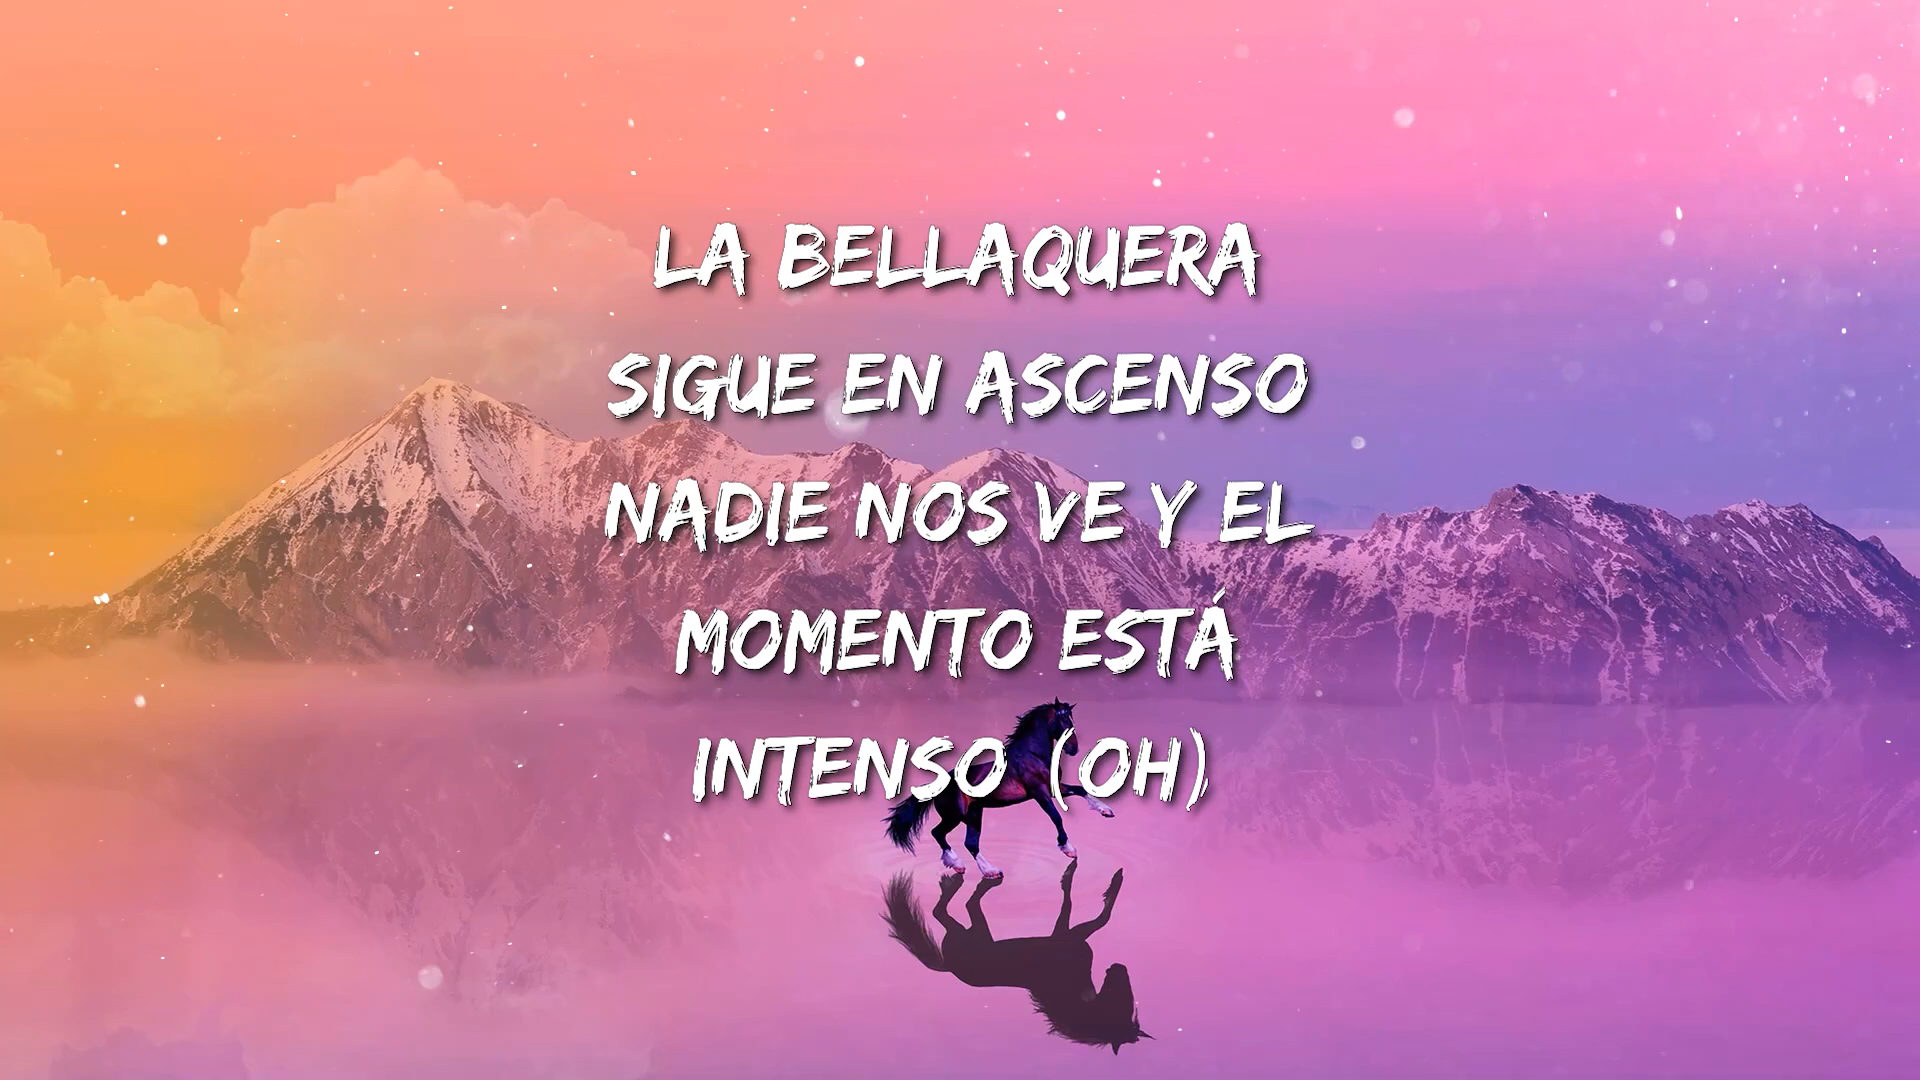 LA BELLAQUERA
SIGUE EN ASCENSO
NADIE NOS VE Y EL
MOMENTO ESTÁ
INTENSO (OH)